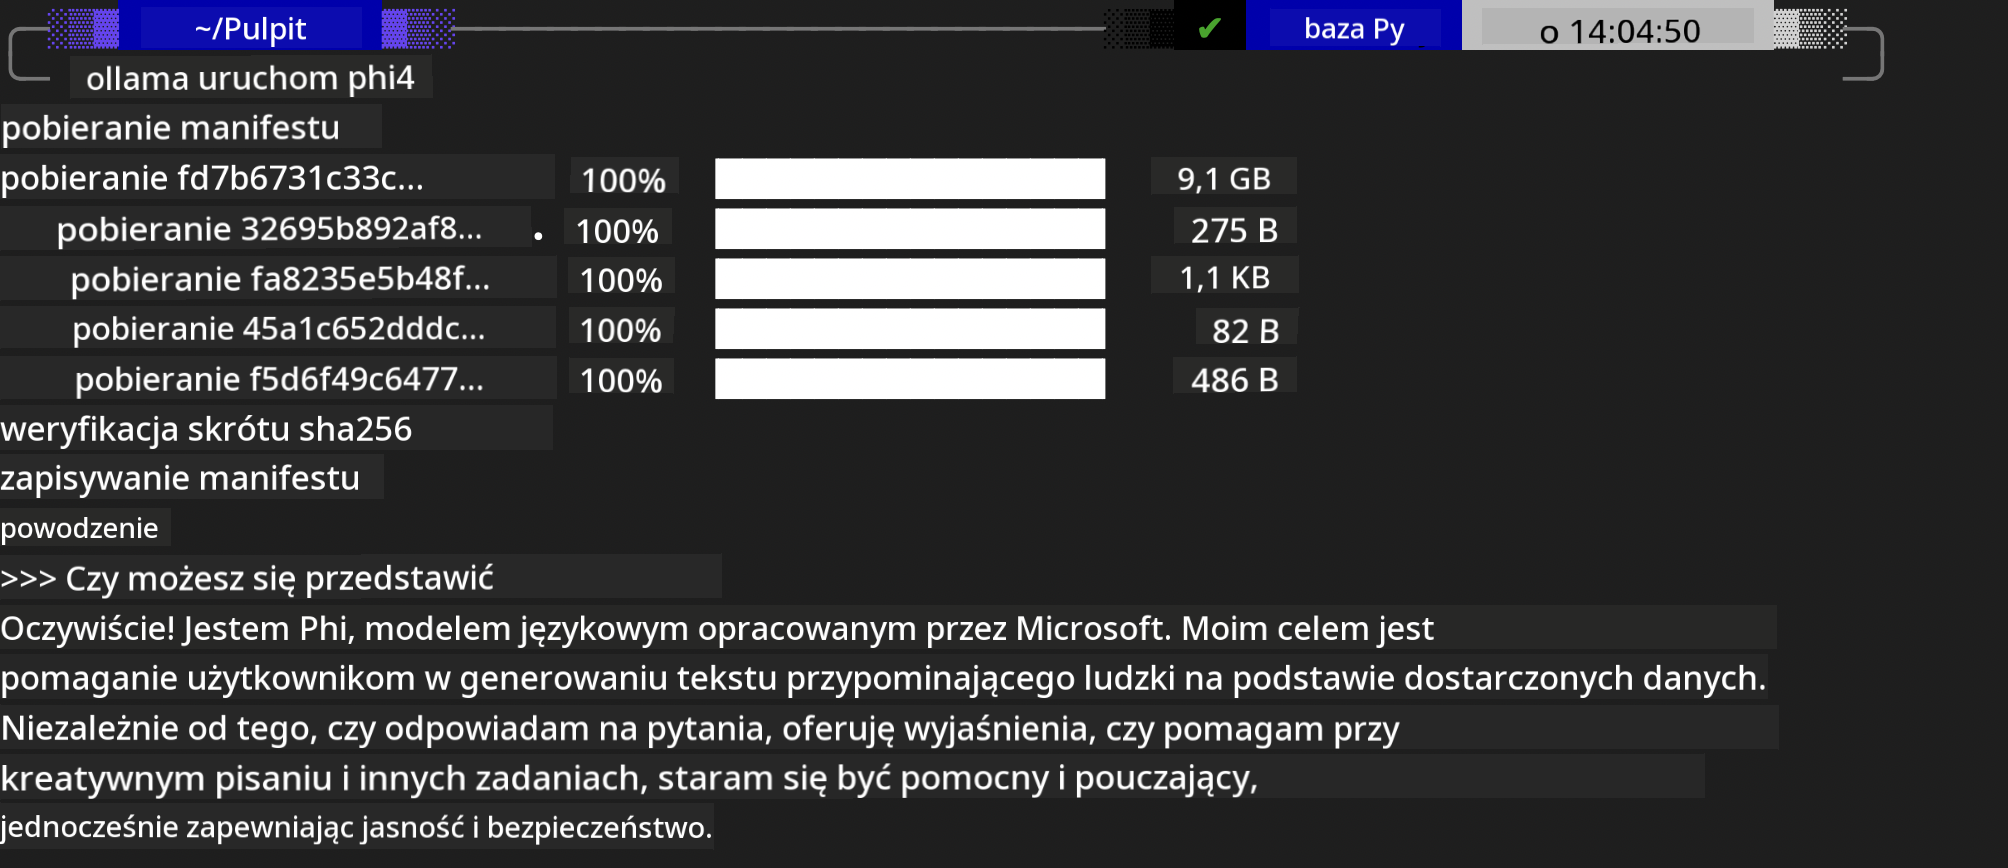 ~/Pulpit ✔ baza Py o 14:04:50
ollama uruchom phi4
pobieranie manifestu
pobieranie fd7b6731c33c... 100% 9,1 GB
pobieranie 32695b892af8... . 100% 275 B
pobieranie fa8235e5b48f... 100% 1,1 KB
pobieranie 45a1c652dddc... 100% 82 B
pobieranie f5d6f49c6477... 100% 486 B
weryfikacja skrótu sha256
zapisywanie manifestu
powodzenie
>>> Czy możesz się przedstawić
Oczywiście! Jestem Phi, modelem językowym opracowanym przez Microsoft. Moim celem jest
pomaganie użytkownikom w generowaniu tekstu przypominającego ludzki na podstawie dostarczonych danych.
Niezależnie od tego, czy odpowiadam na pytania, oferuję wyjaśnienia, czy pomagam przy
kreatywnym pisaniu i innych zadaniach, staram się być pomocny i pouczający,
jednocześnie zapewniając jasność i bezpieczeństwo.